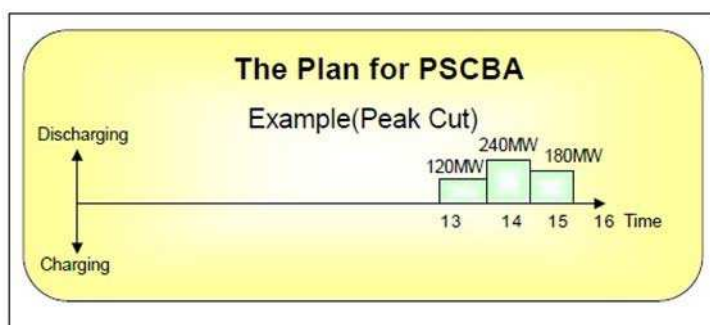 The Plan for PSCBA
Example(Peak Cut)
Discharging
240MW
120MW
180MW
13 14 15 16 Time
Charging